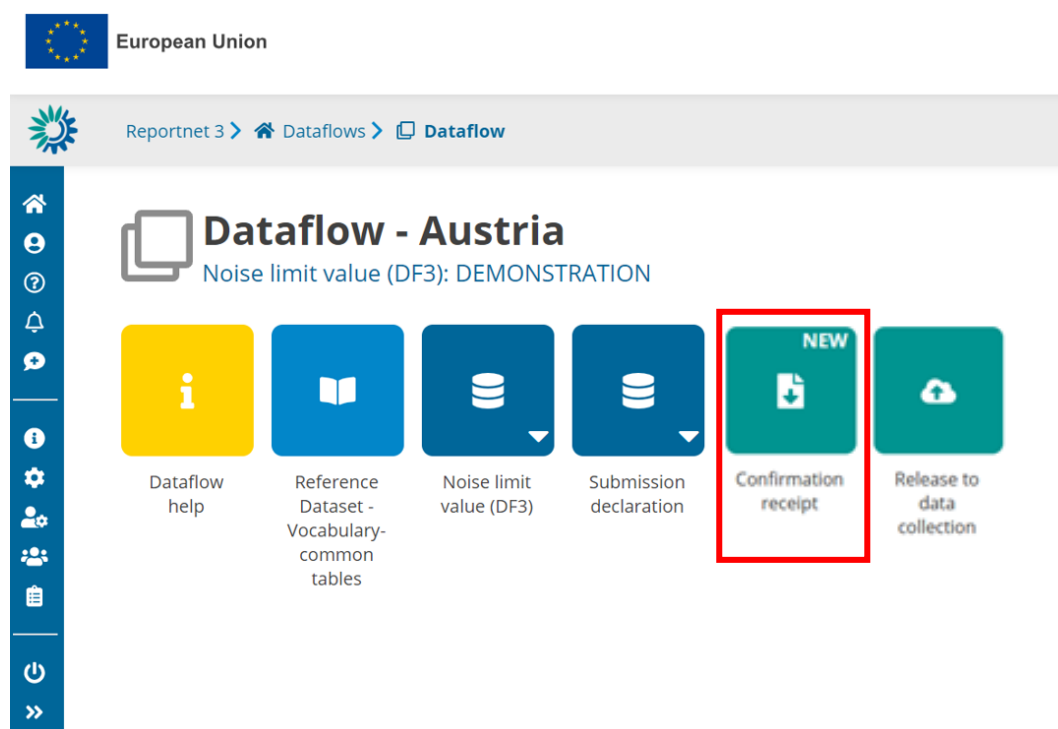 European Union
Reportnet 3 Dataflows Dataflow
Dataflow - Austria
Noise limit value (DF3): DEMONSTRATION
NEW
Dataflow
help
Reference
Dataset -
Vocabulary-
common
tables
Noise limit
value (DF3)
Submission
declaration
Confirmation
receipt
Release to
data
collection